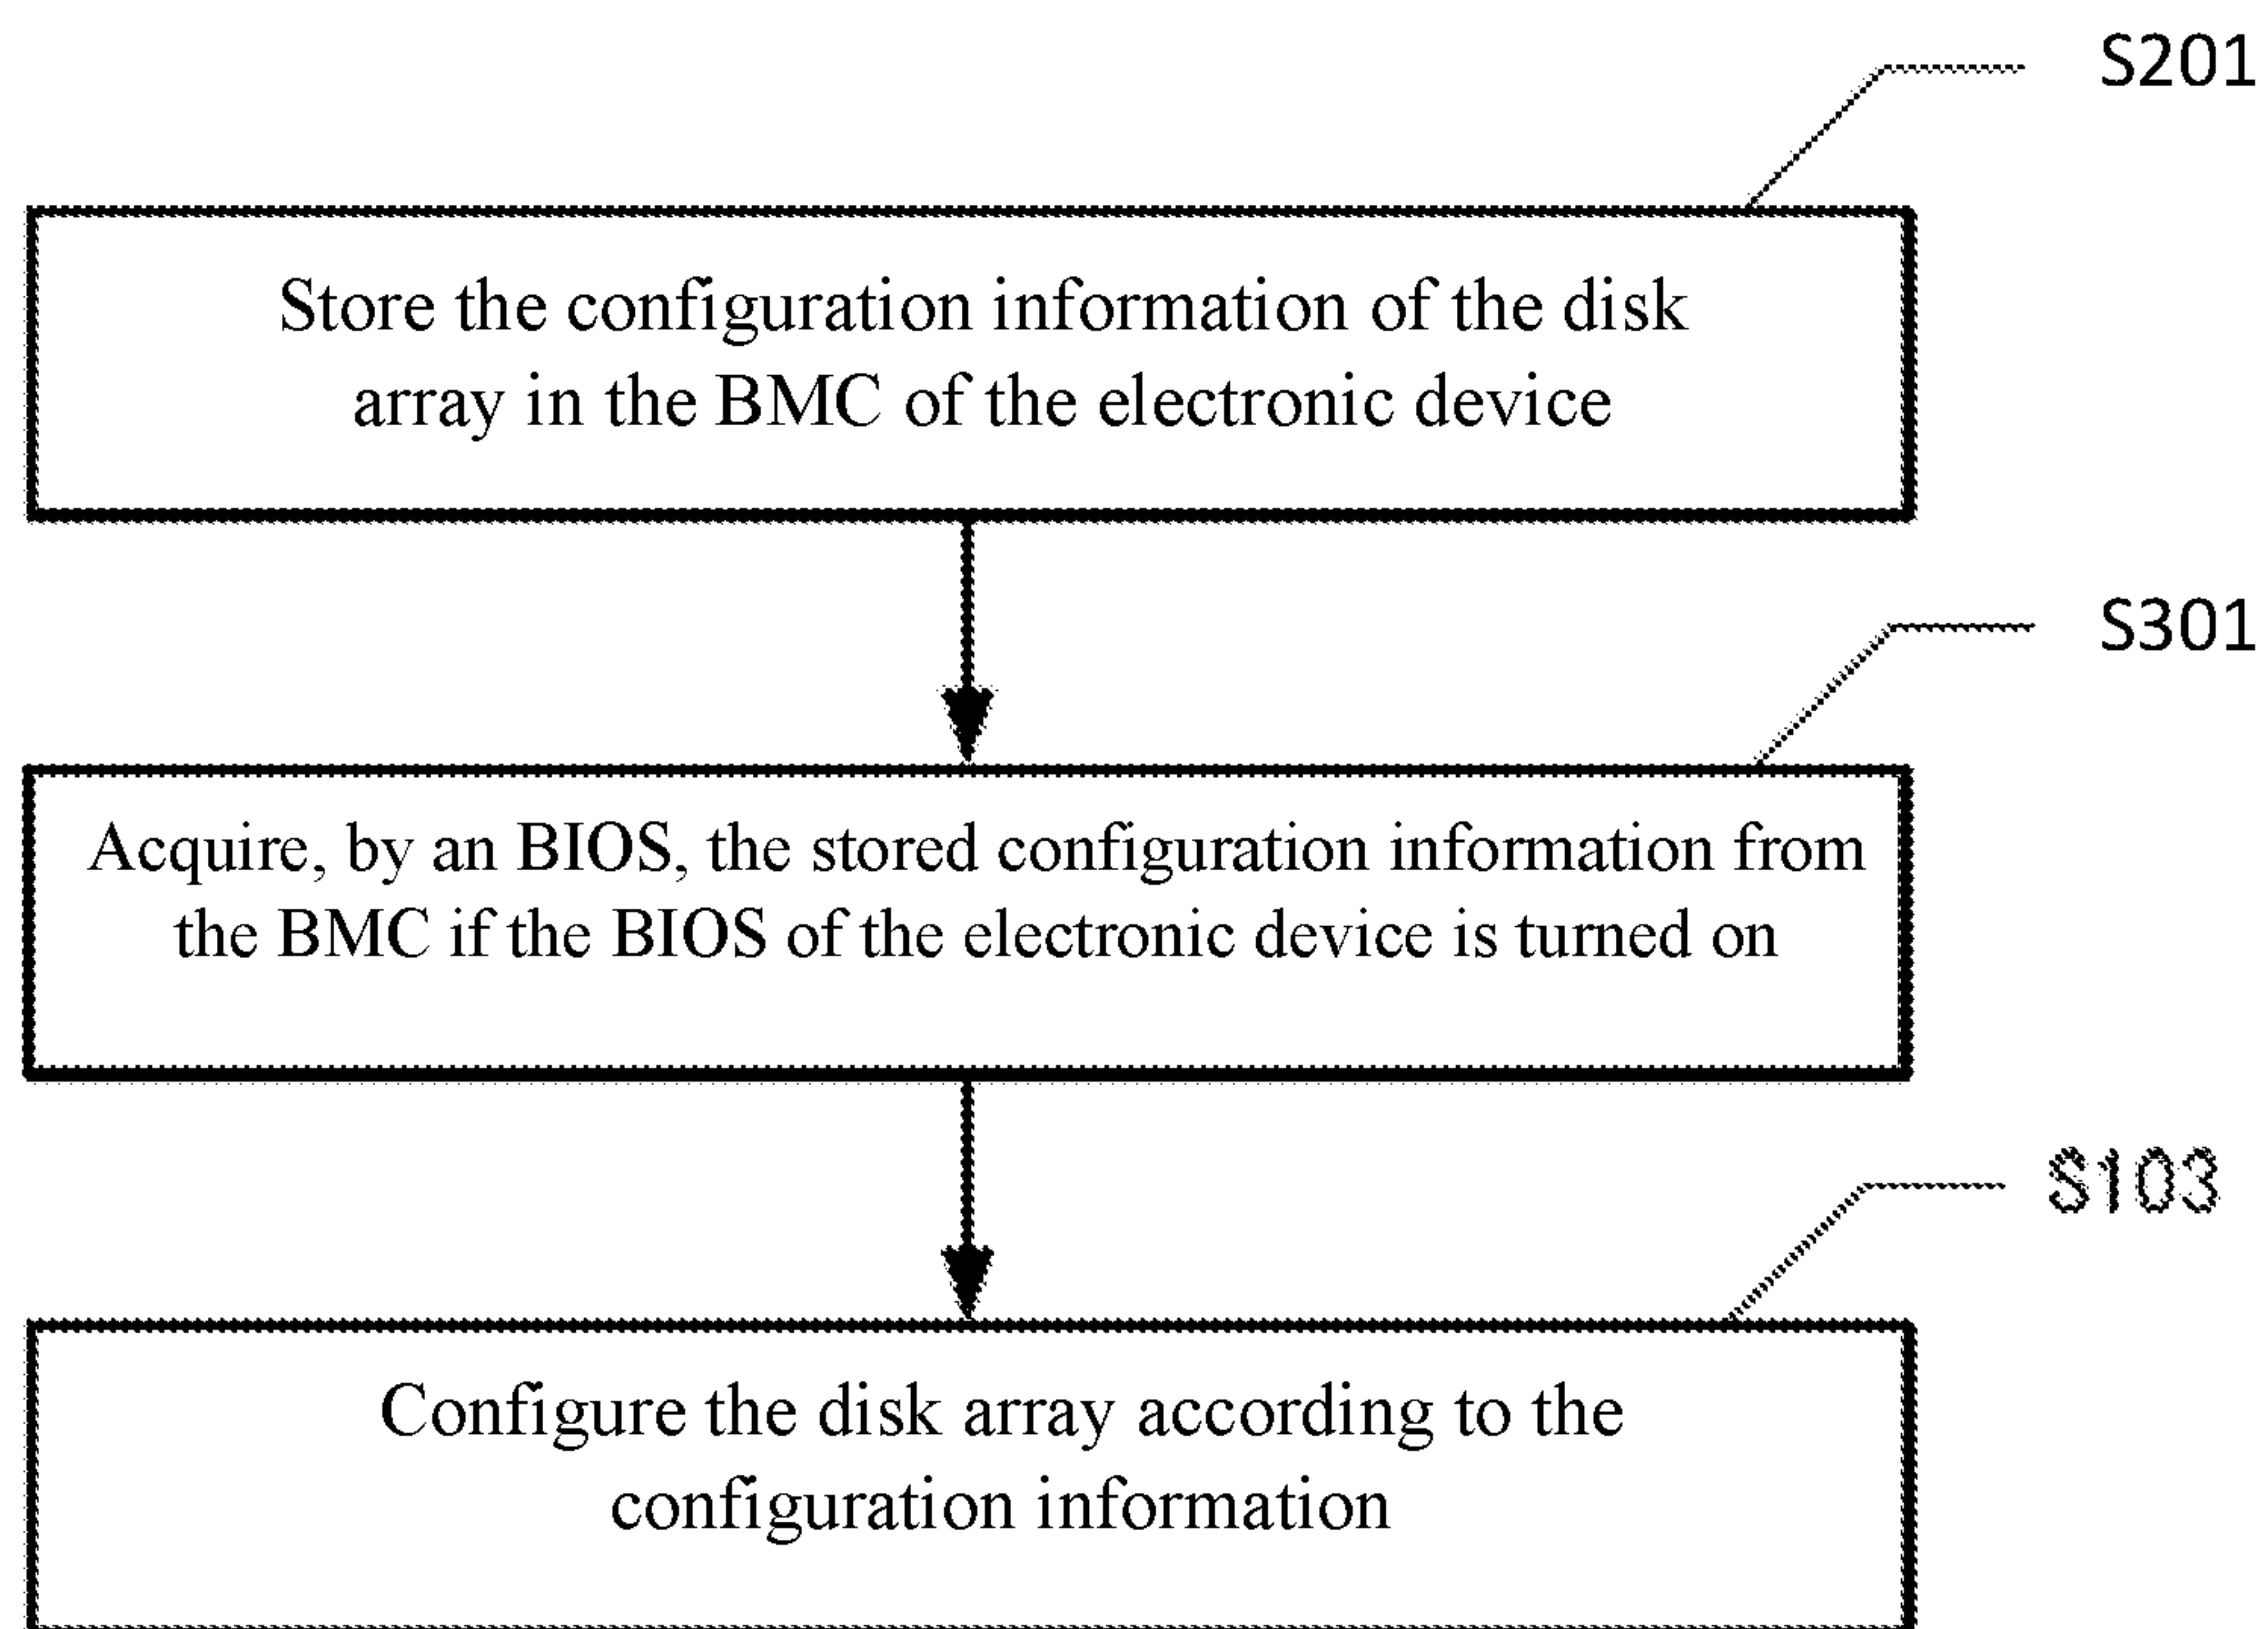 S201
Store the configuration information of the disk
array in the BMC of the electronic device
S301
Acquire, by an BIOS, the stored configuration information from
the BMC if the BIOS of the electronic device is turned on
S103
Configure the disk array according to the
configuration information